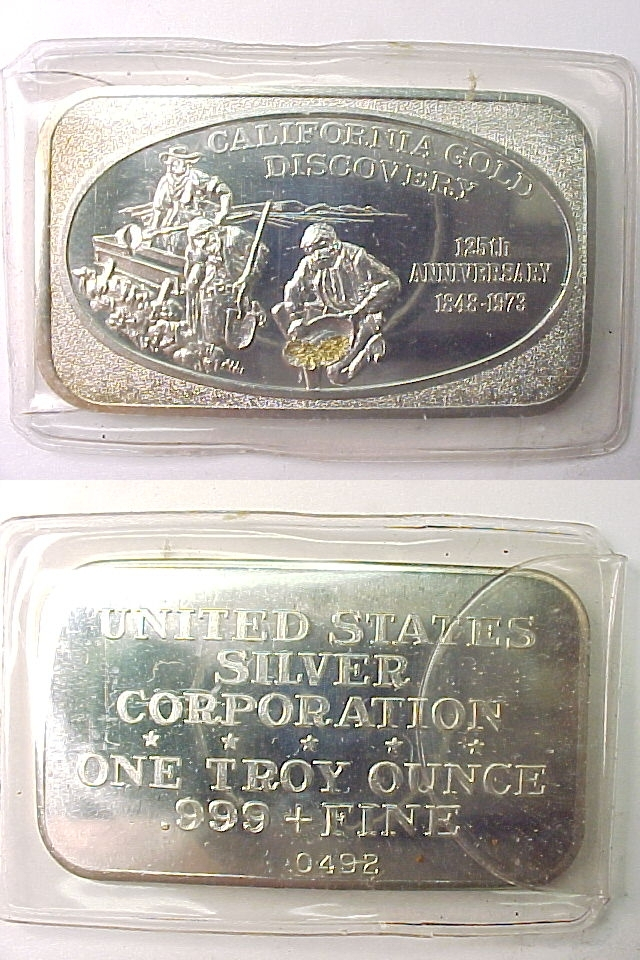 CALIFORNIA GOLD
DISCOVERY
125th
ANNIVERSARY
1848-1973
UNITED STATES
SILVER
CORPORATION
ONE TROY OUNCE
.999+FINE
0492